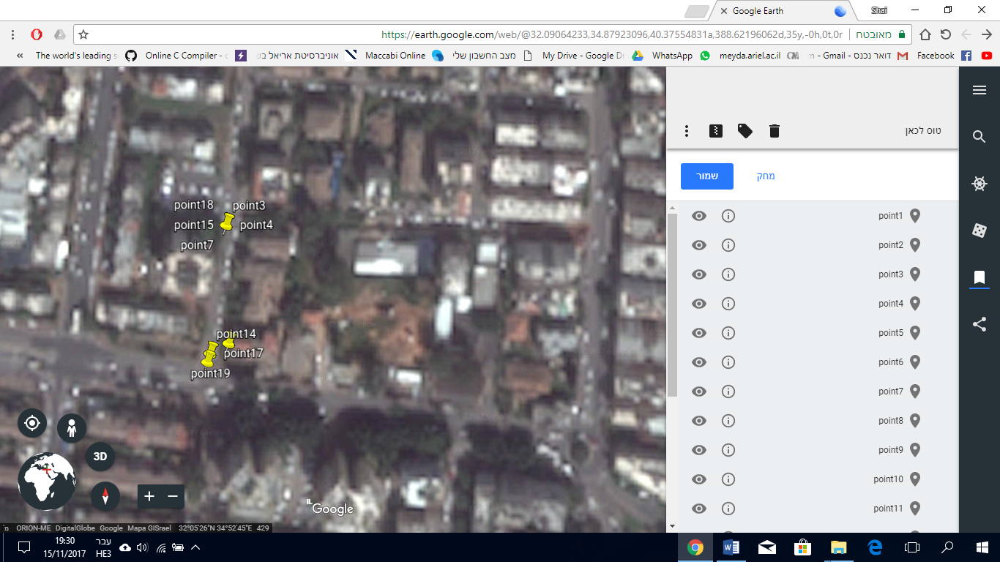 Google Earth
Shai
https://earth.google.com/web/@32.09064233,34.87923096,40.37554831a,388.62196062d,35y,-0h,0t,0r
מאובטח
«
The world's leading s
Online C Compiler -
אוניברסיטת אריאל בש
Maccabi Online
מצב החשבון שלי
My Drive - Google D
WhatsApp
meyda.ariel.ac.il
דואר נכנס - Gmail - m
Facebook
טוס לכאן
שמור
מחק
point1
point2
point3
point4
point5
point6
point7
point8
point9
point10
point11
point18
point3
point15
point4
point7
point14
point17
point19
3D
Google
ORION-ME DigitalGlobe Google Mapa GISrael 32°05'26"N 34°52'45"E 429 מ'
19:30
15/11/2017
עבר
HE3